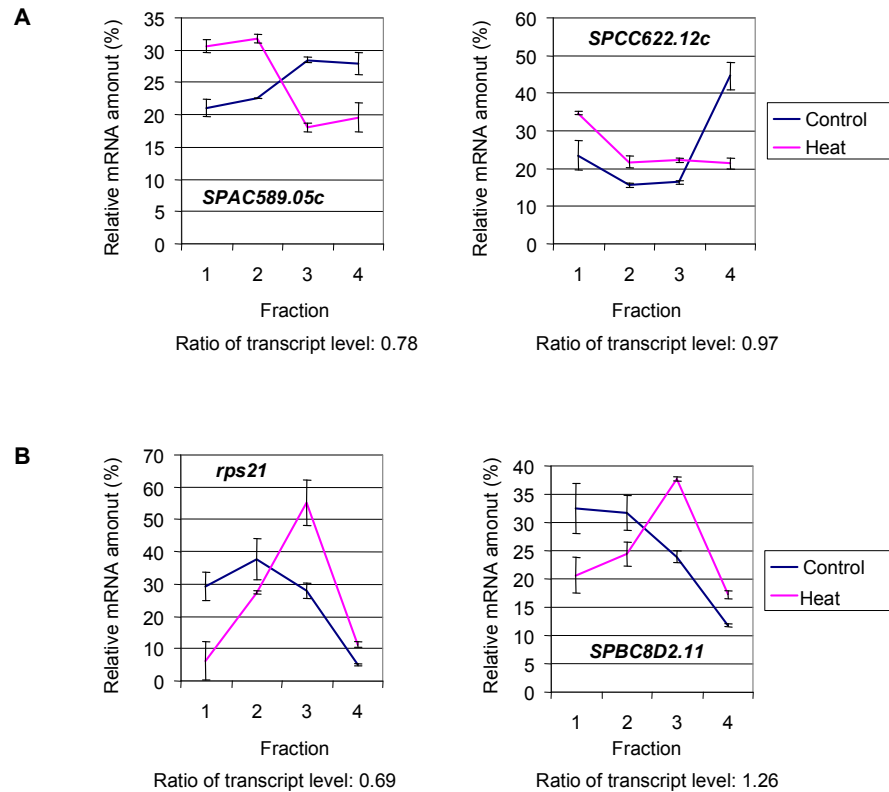 A
Relative mRNA amonut (%)
35
30
25
20
15
10
5
0
SPAC589.05c
1 2 3 4
Fraction
Ratio of transcript level: 0.78
Relative mRNA amonut (%)
60
50
40
30
20
10
0
SPCC622.12c
1 2 3 4
Fraction
Ratio of transcript level: 0.97
Control
Heat
B
Relative mRNA amonut (%)
70
60
50
40
30
20
10
0
rps21
1 2 3 4
Fraction
Ratio of transcript level: 0.69
Relative mRNA amonut (%)
40
35
30
25
20
15
10
5
0
SPBC8D2.11
1 2 3 4
Fraction
Ratio of transcript level: 1.26
Control
Heat